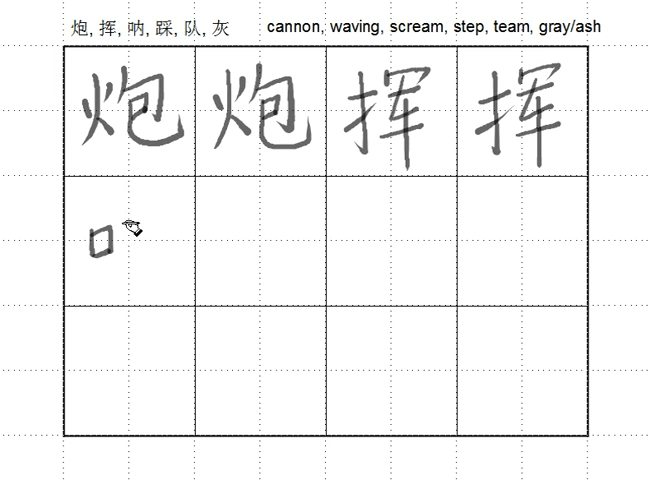 炮, 挥, 呐, 踩, 队, 灰 cannon, waving, scream, step, team, gray/ash
炮 炮 挥 挥
口